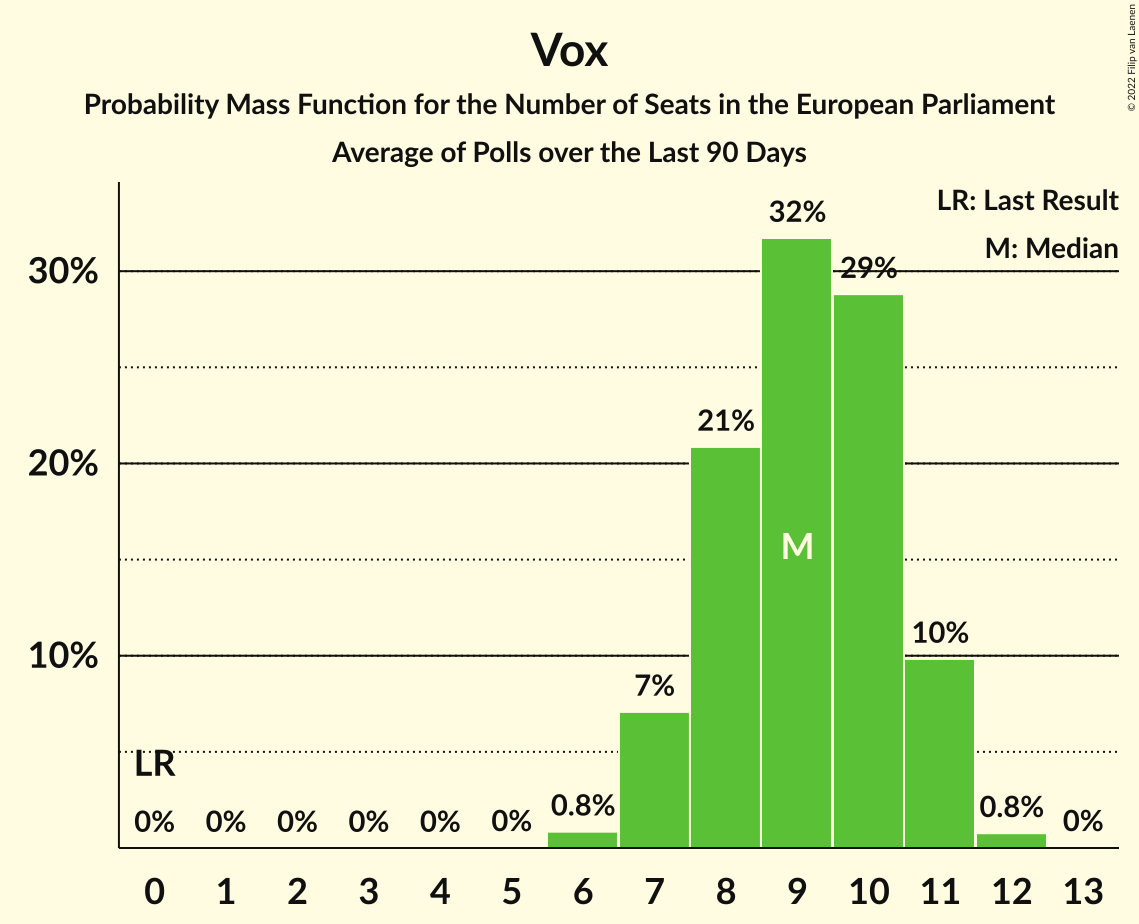 Vox
Probability Mass Function for the Number of Seats in the European Parliament
Average of Polls over the Last 90 Days
© 2022 Filip van Laenen
LR: Last Result
M: Median
30%
20%
10%
32%
29%
21%
M
10%
7%
LR
0% 0% 0% 0% 0% 0% 0.8% 0.8% 0%
0 1 2 3 4 5 6 7 8 9 10 11 12 13